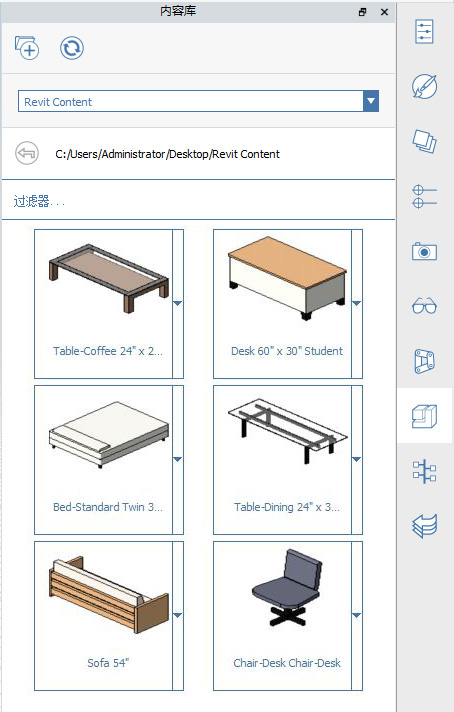 内容库
Revit Content
C:/Users/Administrator/Desktop/Revit Content
过滤器...
Table-Coffee 24" x 2...
Desk 60" x 30" Student
Bed-Standard Twin 3...
Table-Dining 24" x 3...
Sofa 54"
Chair-Desk Chair-Desk